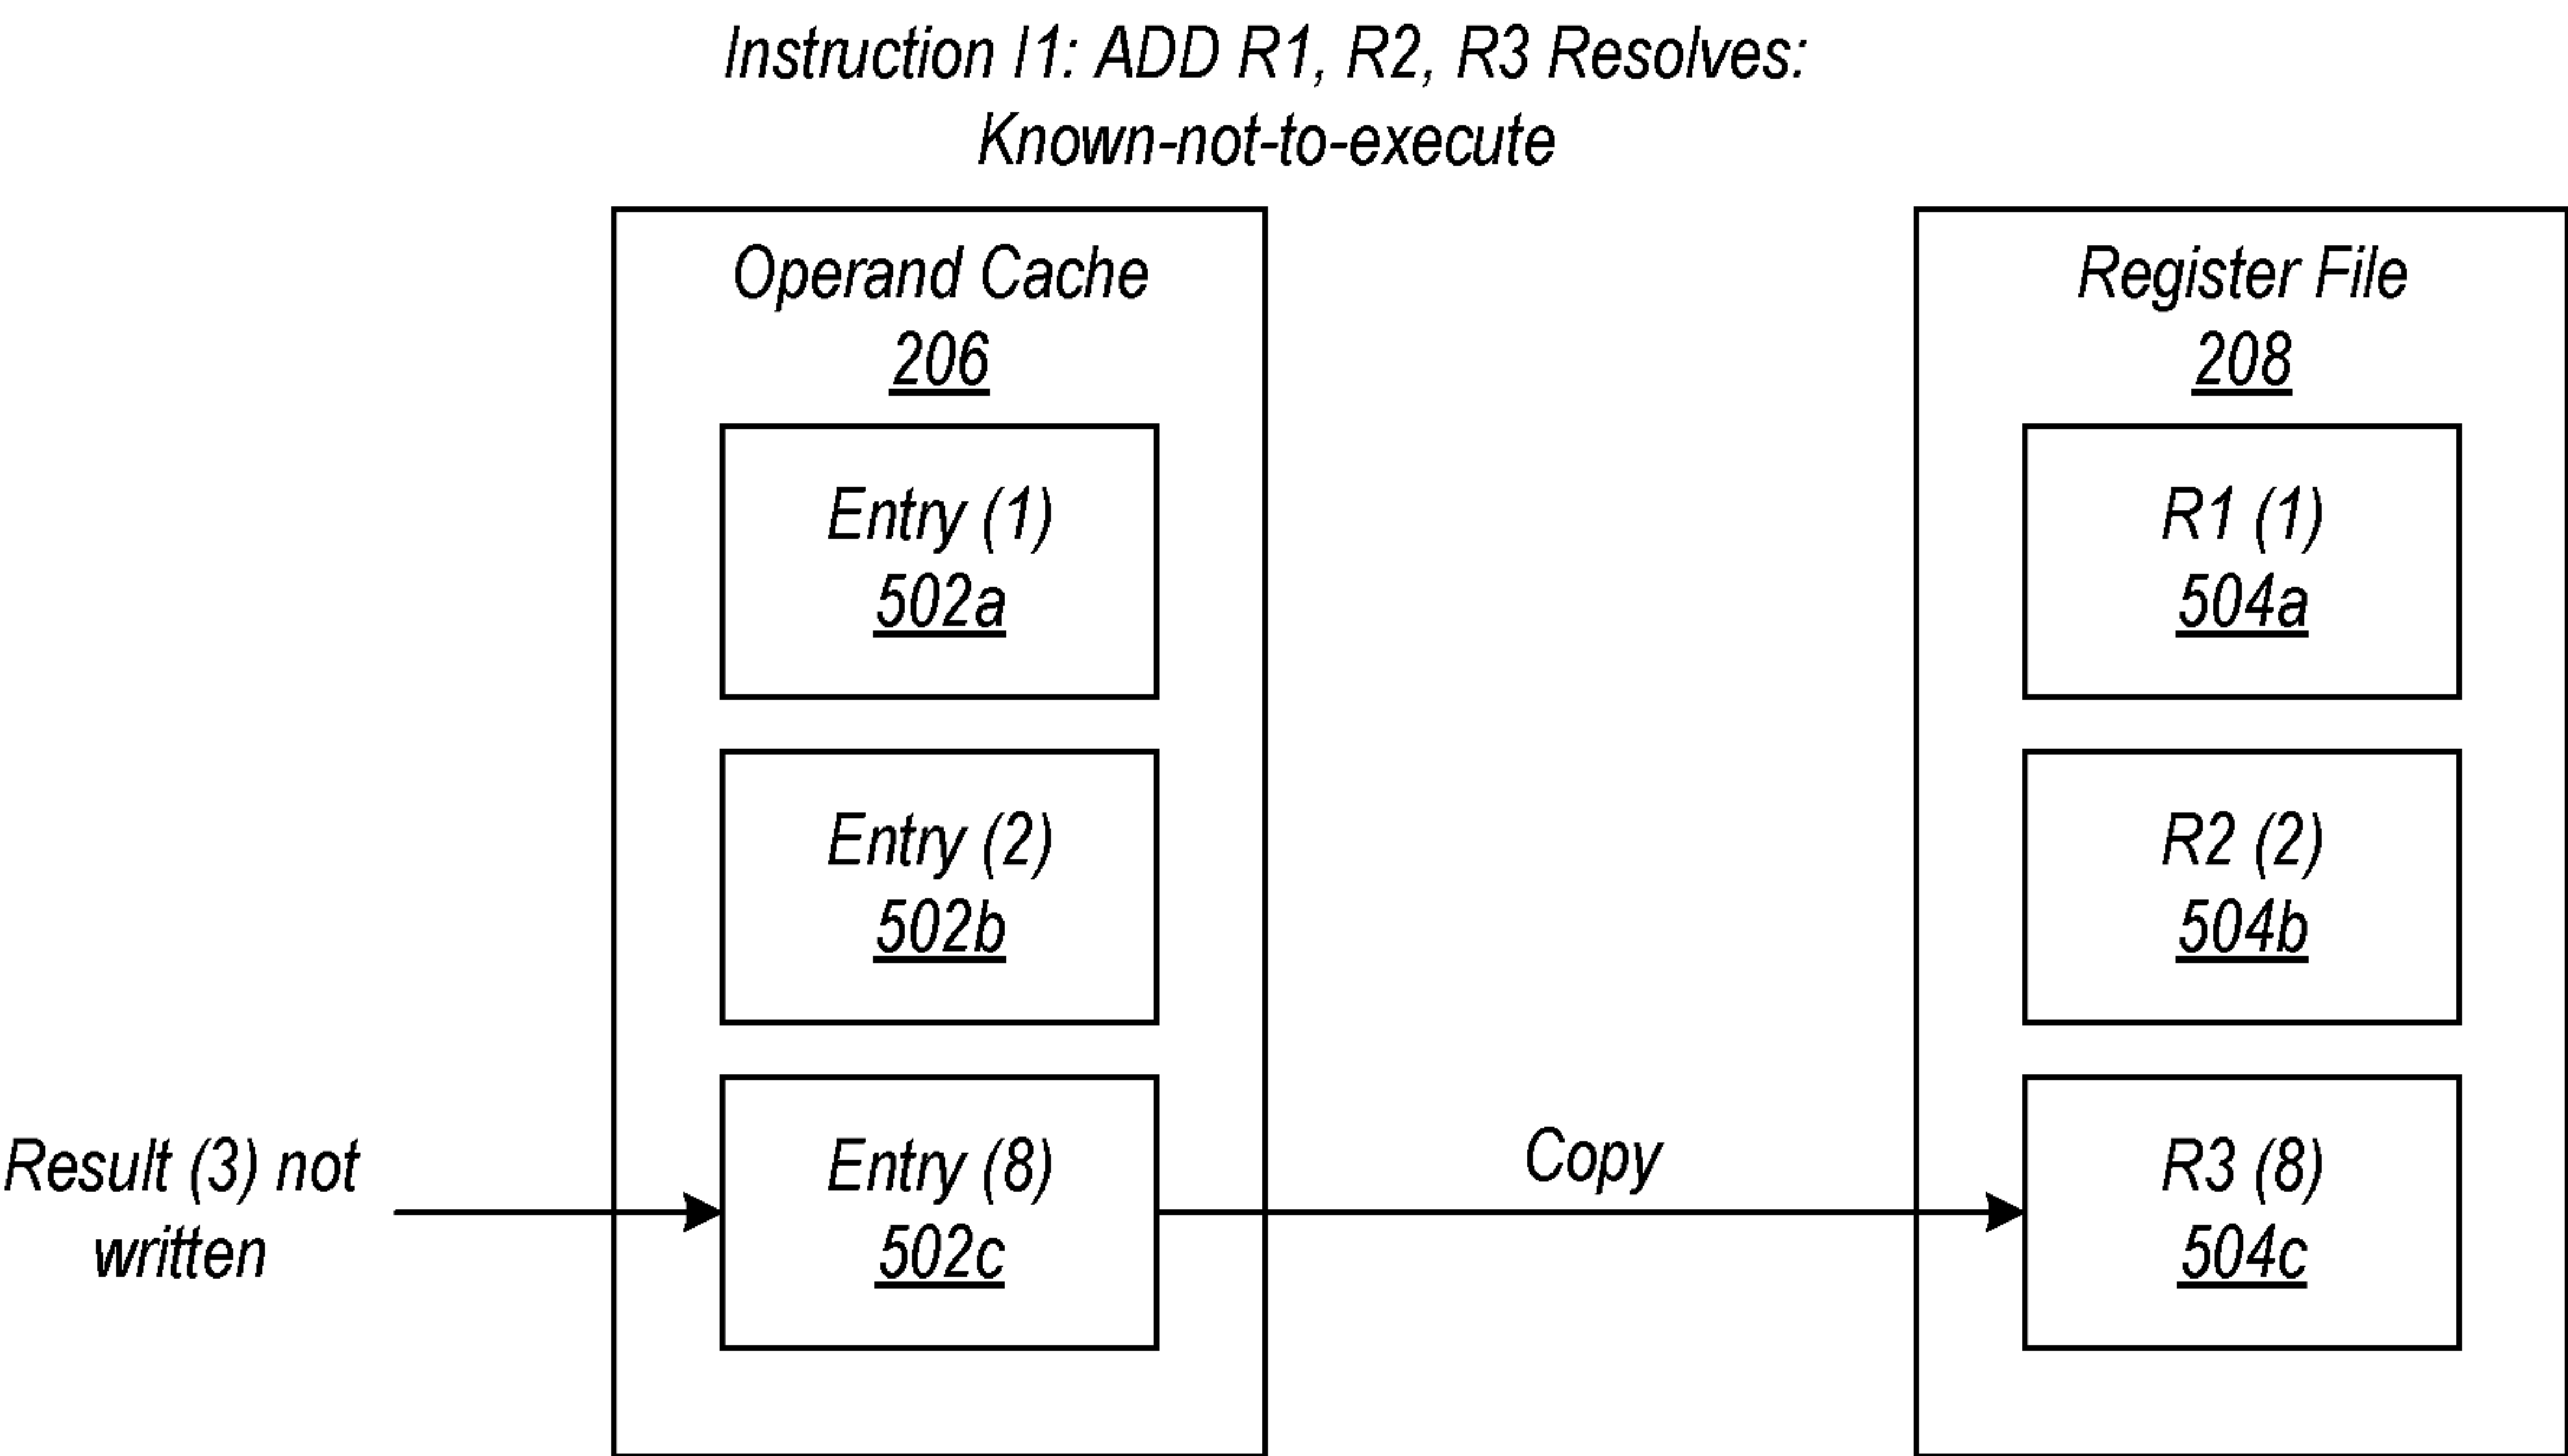 Instruction I1: ADD R1, R2, R3 Resolves:
Known-not-to-execute
Operand Cache
206
Entry (1)
502a
Entry (2)
502b
Entry (8)
502c
Result (3) not
written
Copy
Register File
208
R1 (1)
504a
R2 (2)
504b
R3 (8)
504c